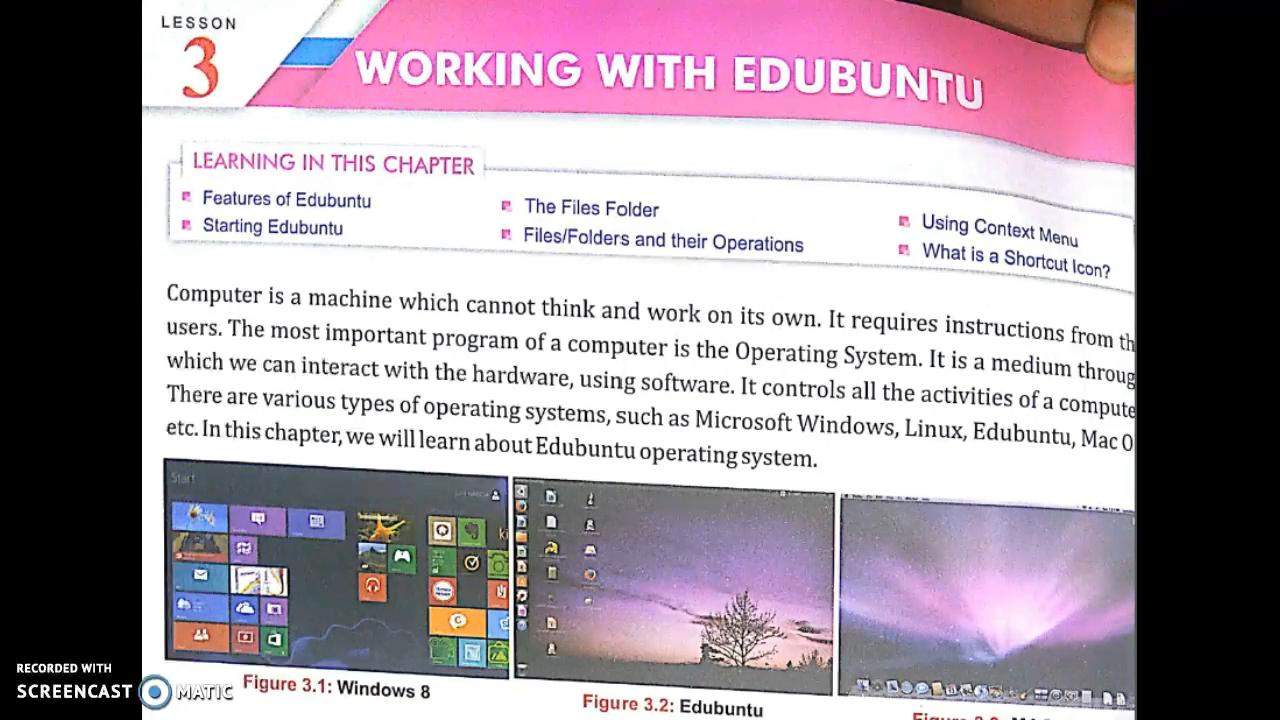 LESSON
3
WORKING WITH EDUBUNTU
LEARNING IN THIS CHAPTER
Features of Edubuntu
Starting Edubuntu
The Files Folder
Files/Folders and their Operations
Using Context Menu
What is a Shortcut Icon?
Computer is a machine which cannot think and work on its own. It requires instructions from th
users. The most important program of a computer is the Operating System. It is a medium throug
which we can interact with the hardware, using software. It controls all the activities of a compute
There are various types of operating systems, such as Microsoft Windows, Linux, Edubuntu, Mac O
etc. In this chapter, we will learn about Edubuntu operating system.
Start
Figure 3.1: Windows 8
Figure 3.2: Edubuntu
RECORDED WITH
SCREENCAST MATIC